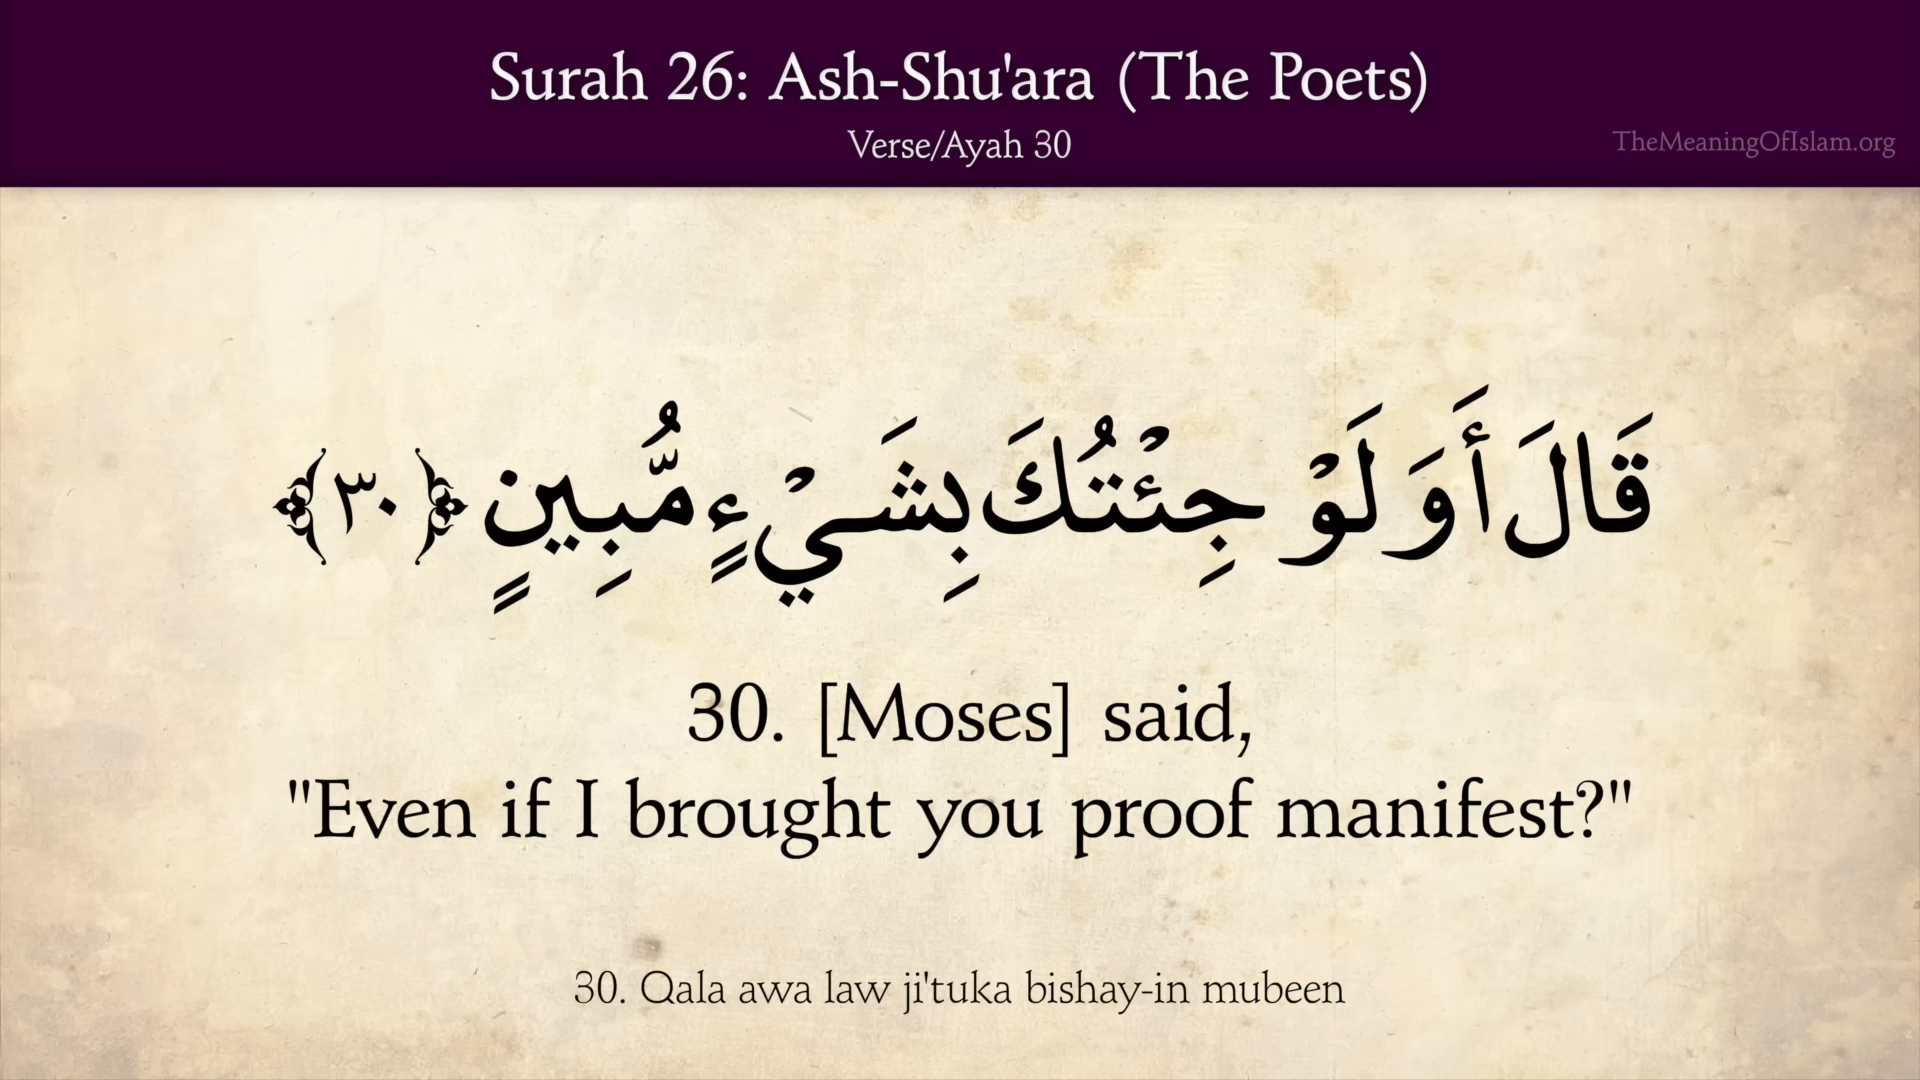 Surah 26: Ash-Shu'ara (The Poets)
Verse/Ayah 30
TheMeaningOfIslam.org
قَالَ أَوَلَوْ جِئْتُكَ بِشَيْءٍ مُّبِينٍ ﴿٣٠﴾
30. [Moses] said,
"Even if I brought you proof manifest?"
30. Qala awa law ji'tuka bishay-in mubeen